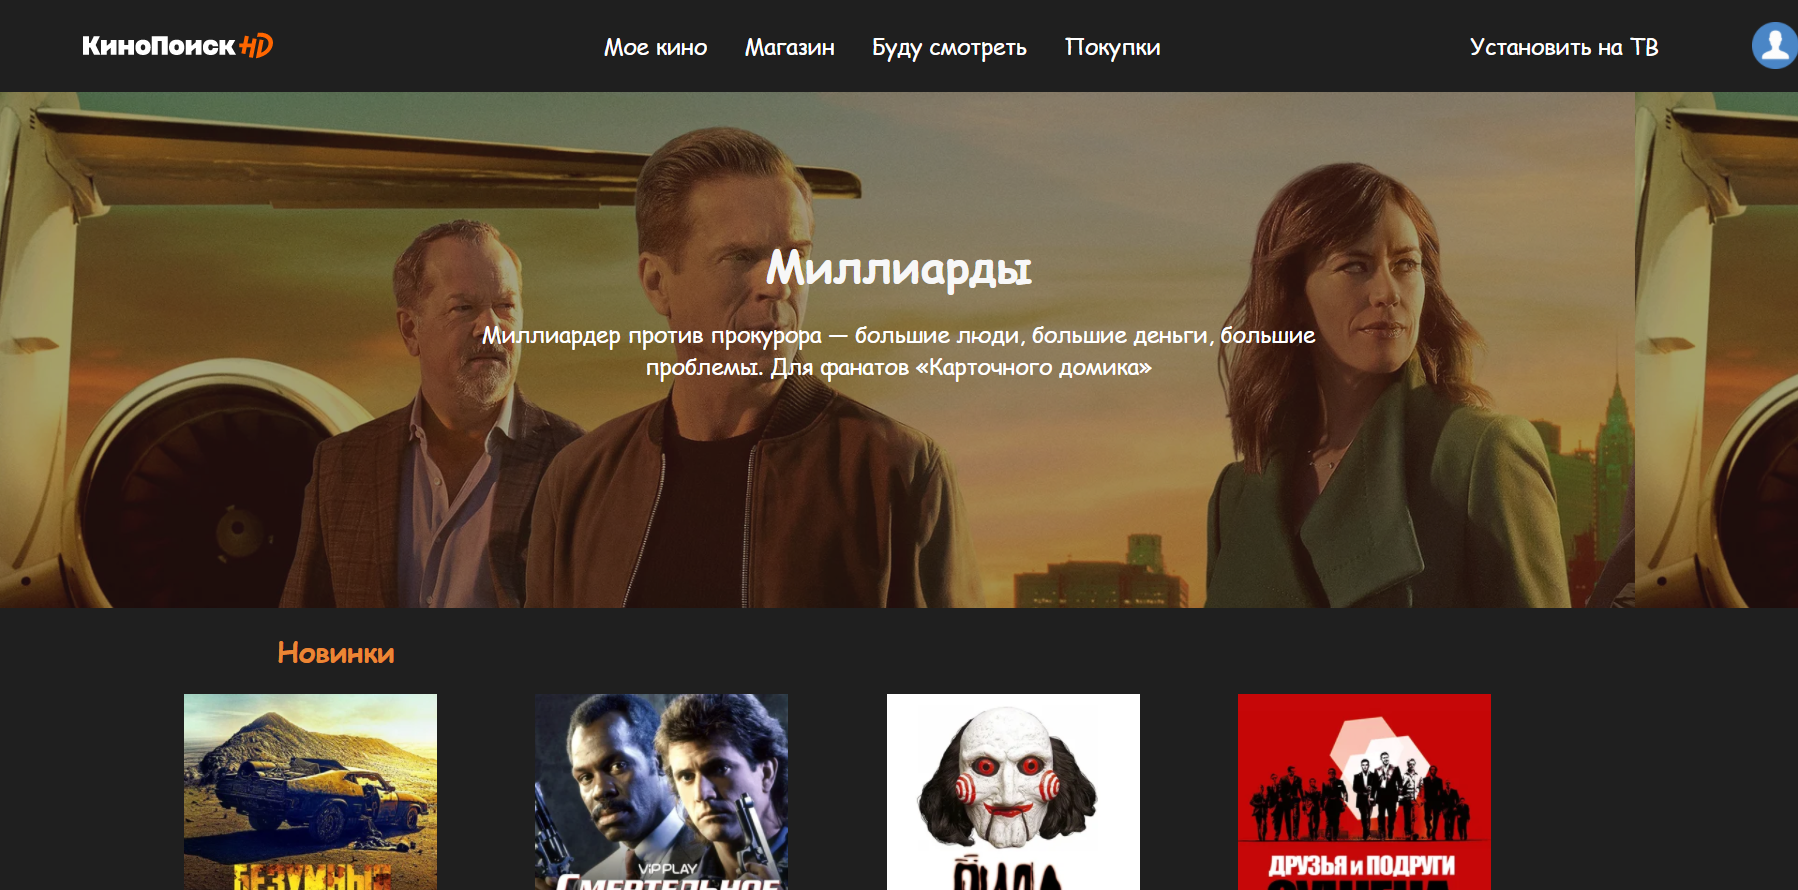 КиноПоиск HD
Мое кино
Магазин
Буду смотреть
Покупки
Установить на ТВ
Миллиарды
Миллиардер против прокурора — большие люди, большие деньги, большие
проблемы. Для фанатов «Карточного домика»
Новинки
БЕЗУМНЫЙ
VIPPLAY
СМЕРТЕЛЬНОЕ
ПИЛА
ДРУЗЬЯ и ПОДРУГИ
ОУШЕНА